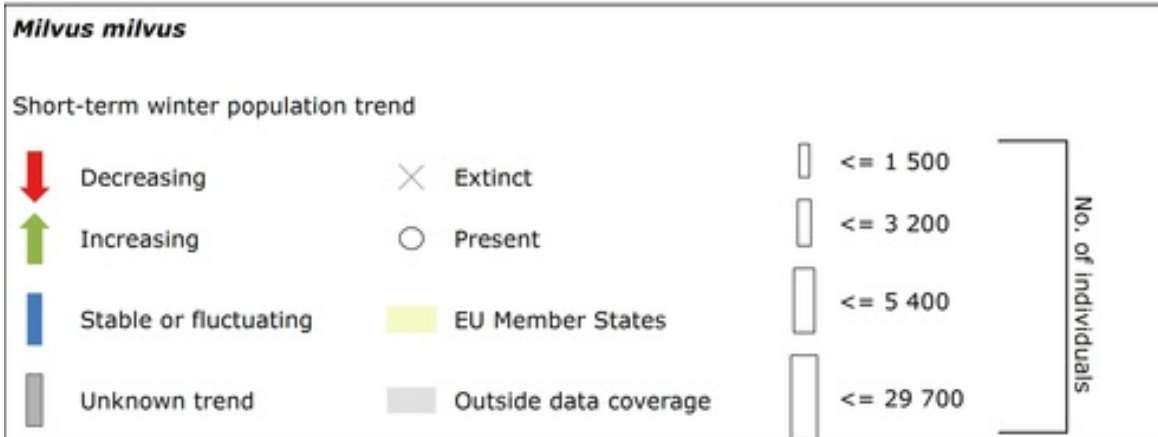 Milvus milvus
Short-term winter population trend
Decreasing
Increasing
Stable or fluctuating
Unknown trend
Extinct
Present
EU Member States
Outside data coverage
<= 1 500
<= 3 200
<= 5 400
<= 29 700
No. of individuals